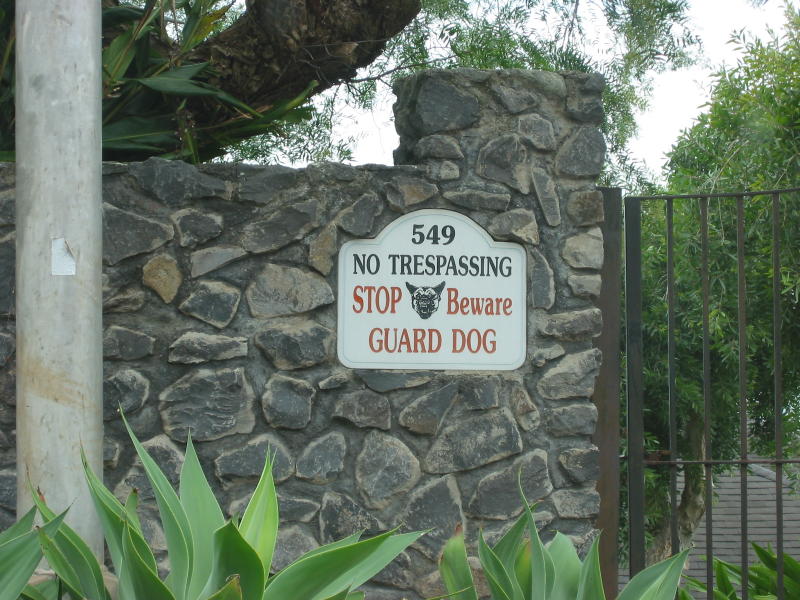 549
NO TRESPASSING
STOP Beware
GUARD DOG